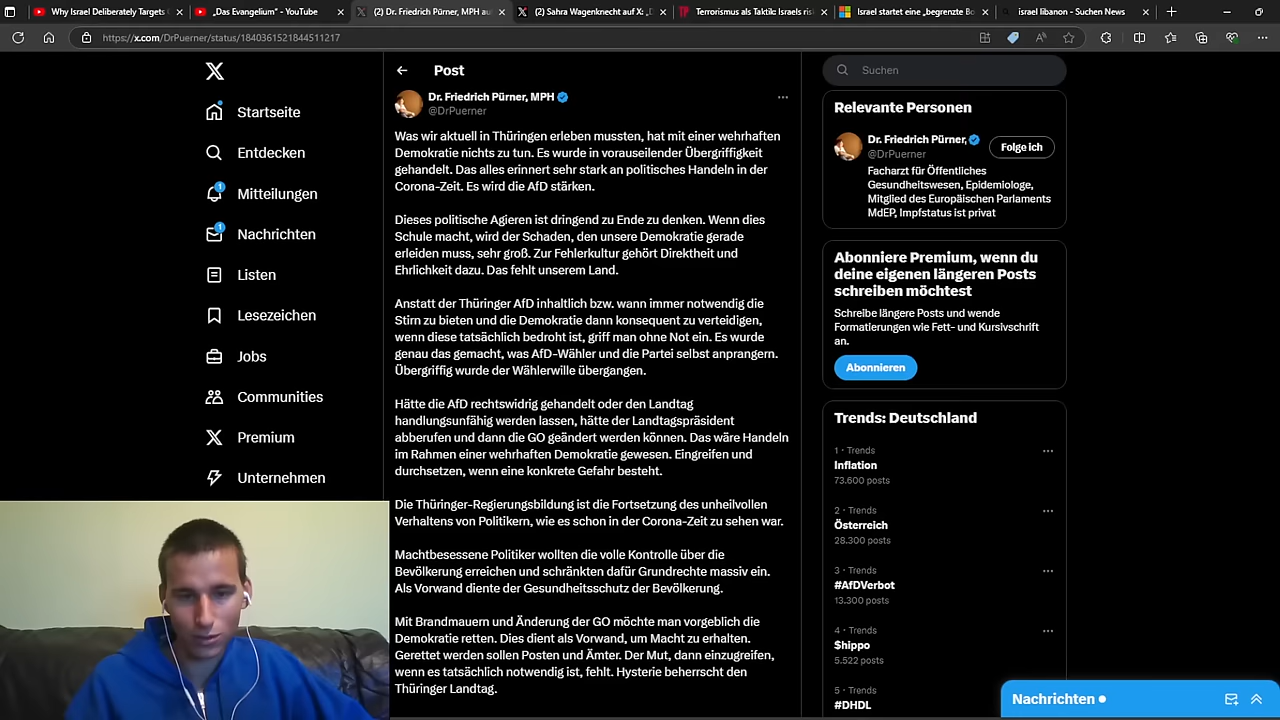 Why Israel Deliberately Targets C
„Das Evangelium“ - YouTube
(2) Dr. Friedrich Pürner, MPH auf
(2) Sahra Wagenknecht auf X: „D
Terrorismus als Taktik: Israels risk
Israel startet eine „begrenzte Bo
israel libanon - Suchen News
https://x.com/DrPuerner/status/1840361521844511217
Startseite
Entdecken
1
Mitteilungen
1
Nachrichten
Listen
Lesezeichen
Jobs
Communities
Premium
Unternehmen
Post
Dr. Friedrich Pürner, MPH
@DrPuerner
Was wir aktuell in Thüringen erleben mussten, hat mit einer wehrhaften
Demokratie nichts zu tun. Es wurde in vorauseilender Übergriffigkeit
gehandelt. Das alles erinnert sehr stark an politisches Handeln in der
Corona-Zeit. Es wird die AfD stärken.
Dieses politische Agieren ist dringend zu Ende zu denken. Wenn dies
Schule macht, wird der Schaden, den unsere Demokratie gerade
erleiden muss, sehr groß. Zur Fehlerkultur gehört Direktheit und
Ehrlichkeit dazu. Das fehlt unserem Land.
Anstatt der Thüringer AfD inhaltlich bzw. wann immer notwendig die
Stirn zu bieten und die Demokratie dann konsequent zu verteidigen,
wenn diese tatsächlich bedroht ist, griff man ohne Not ein. Es wurde
genau das gemacht, was AfD-Wähler und die Partei selbst anprangern.
Übergriffig wurde der Wählerwille übergangen.
Hätte die AfD rechtswidrig gehandelt oder den Landtag
handlungsunfähig werden lassen, hätte der Landtagspräsident
abberufen und dann die GO geändert werden können. Das wäre Handeln
im Rahmen einer wehrhaften Demokratie gewesen. Eingreifen und
durchsetzen, wenn eine konkrete Gefahr besteht.
Die Thüringer-Regierungsbildung ist die Fortsetzung des unheilvollen
Verhaltens von Politikern, wie es schon in der Corona-Zeit zu sehen war.
Machtbesessene Politiker wollten die volle Kontrolle über die
Bevölkerung erreichen und schränkten dafür Grundrechte massiv ein.
Als Vorwand diente der Gesundheitsschutz der Bevölkerung.
Mit Brandmauern und Änderung der GO möchte man vorgeblich die
Demokratie retten. Dies dient als Vorwand, um Macht zu erhalten.
Gerettet werden sollen Posten und Ämter. Der Mut, dann einzugreifen,
wenn es tatsächlich notwendig ist, fehlt. Hysterie beherrscht den
Thüringer Landtag.
Suchen
Relevante Personen
Dr. Friedrich Pürner,
@DrPuerner
Folge ich
Facharzt für Öffentliches
Gesundheitswesen, Epidemiologe,
Mitglied des Europäischen Parlaments
MdEP, Impfstatus ist privat
Abonniere Premium, wenn du
deine eigenen längeren Posts
schreiben möchtest
Schreibe längere Posts und wende
Formatierungen wie Fett- und Kursivschrift
an.
Abonnieren
Trends: Deutschland
1 · Trends
Inflation
73.600 posts
2 · Trends
Österreich
28.300 posts
3 · Trends
#AfDVerbot
13.300 posts
4 · Trends
$hippo
5.522 posts
5 · Trends
#DHDL
Nachrichten